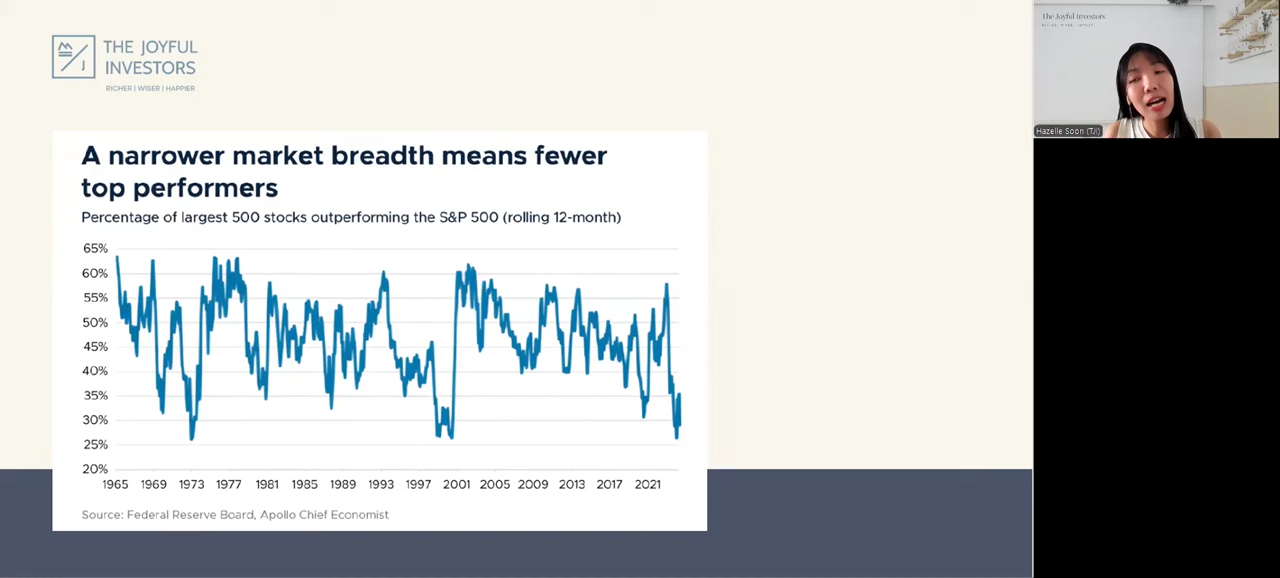 THE JOYFUL
INVESTORS
RICHER | WISER | HAPPIER
A narrower market breadth means fewer
top performers
Percentage of largest 500 stocks outperforming the S&P 500 (rolling 12-month)
65%
60%
55%
50%
45%
40%
35%
30%
25%
20%
1965 1969 1973 1977 1981 1985 1989 1993 1997 2001 2005 2009 2013 2017 2021
Source: Federal Reserve Board, Apollo Chief Economist
The Joyful Investors
Hazelle Soon (TJI)